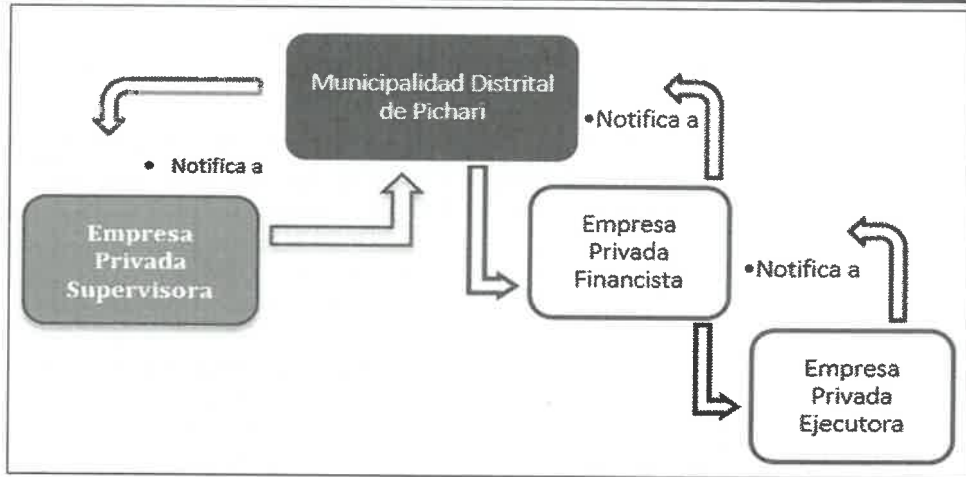 Municipalidad Distrital
de Pichari
•Notifica a
• Notifica a
Empresa
Privada
Supervisora
Empresa
Privada
Financista
•Notifica a
Empresa
Privada
Ejecutora